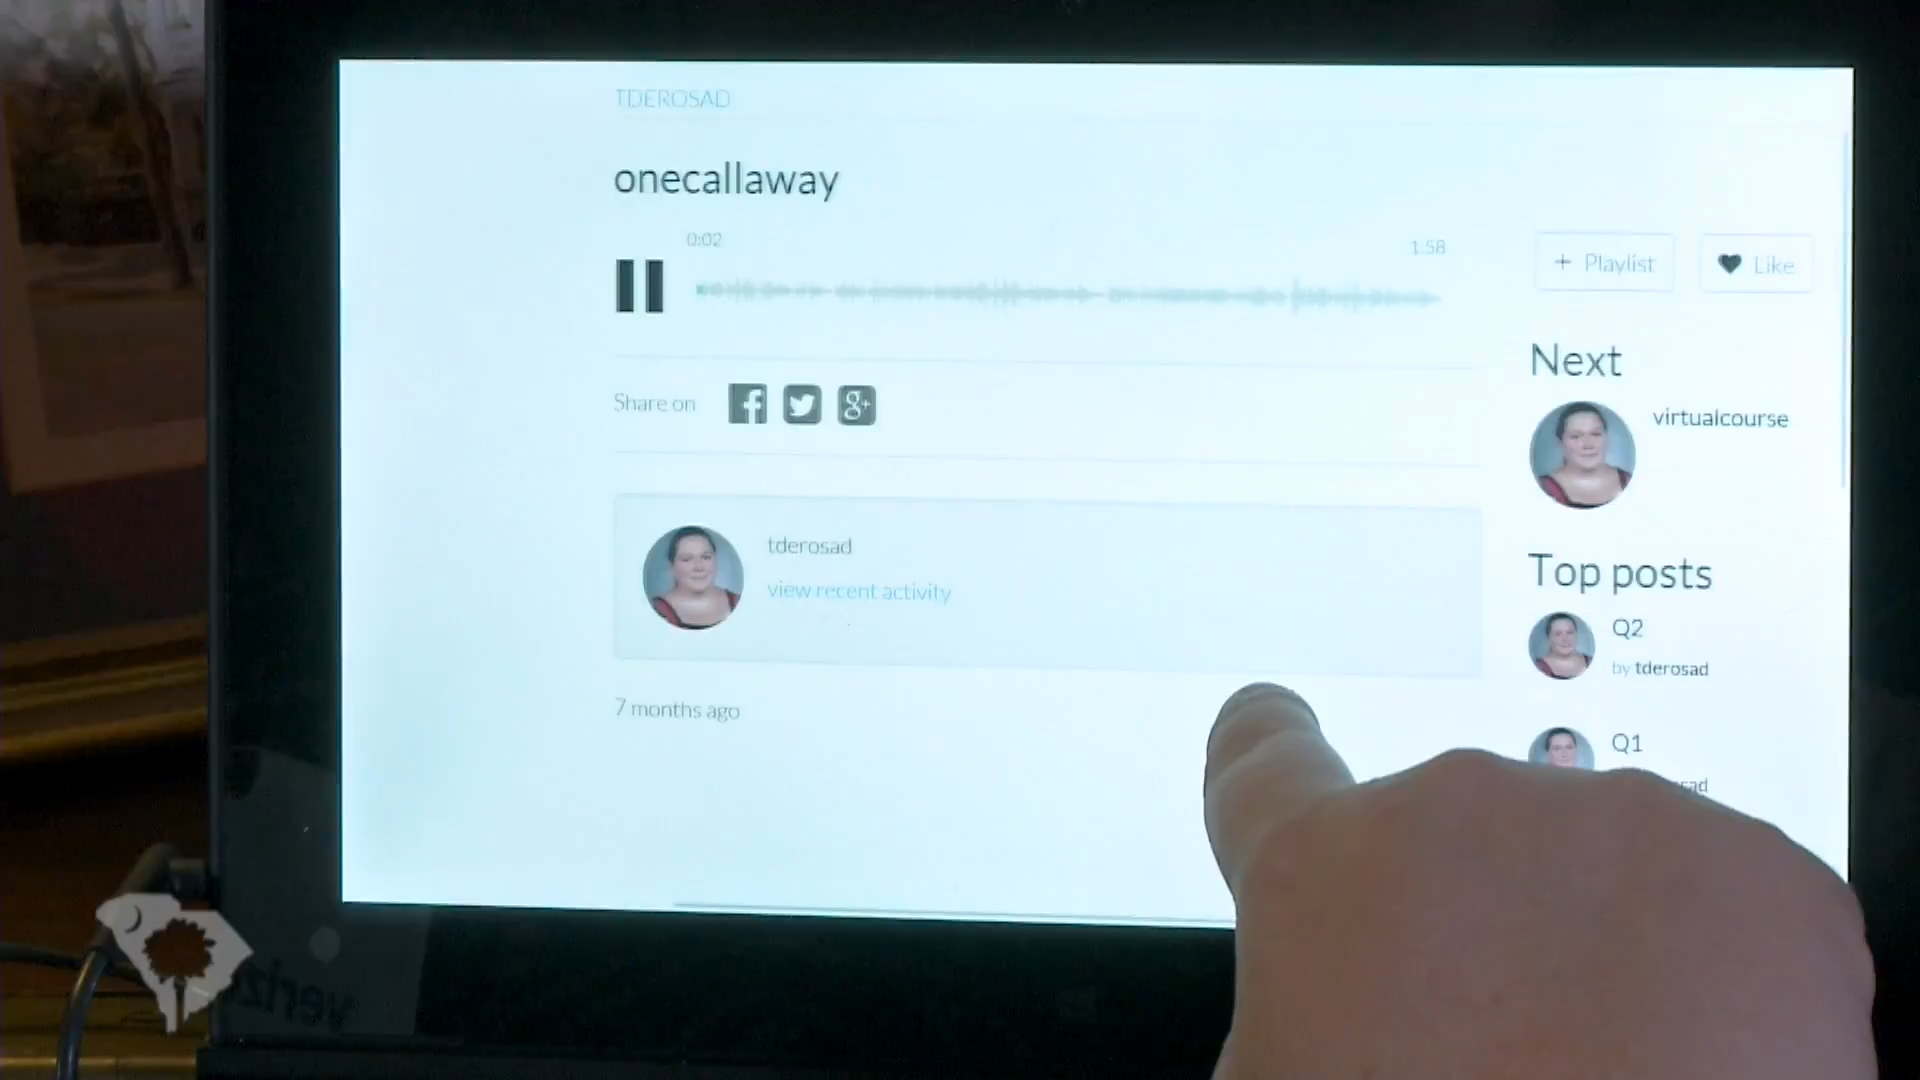 TDEROSAD
onecallaway
0:02
1:58
+ Playlist
Like
Share on
Next
virtualcourse
tderosad
view recent activity
Top posts
Q2
by tderosad
7 months ago
Q1